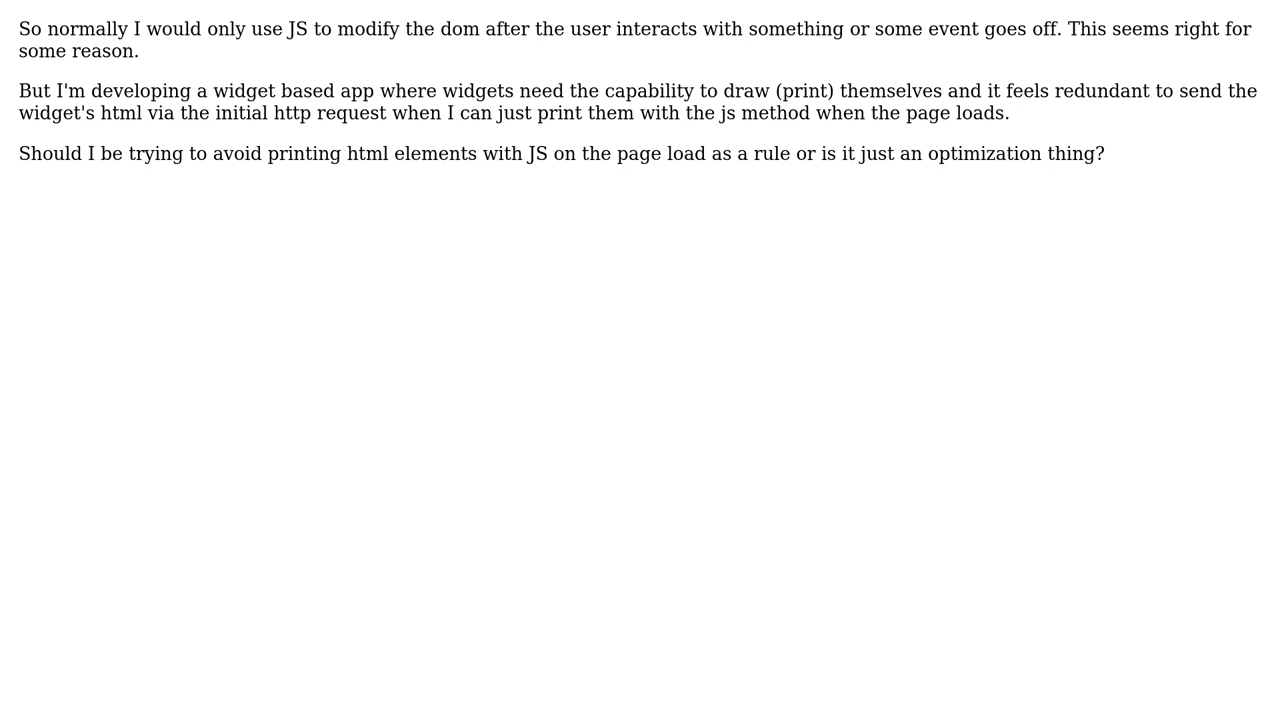 So normally I would only use JS to modify the dom after the user interacts with something or some event goes off. This seems right for
some reason.
But I'm developing a widget based app where widgets need the capability to draw (print) themselves and it feels redundant to send the
widget's html via the initial http request when I can just print them with the js method when the page loads.
Should I be trying to avoid printing html elements with JS on the page load as a rule or is it just an optimization thing?